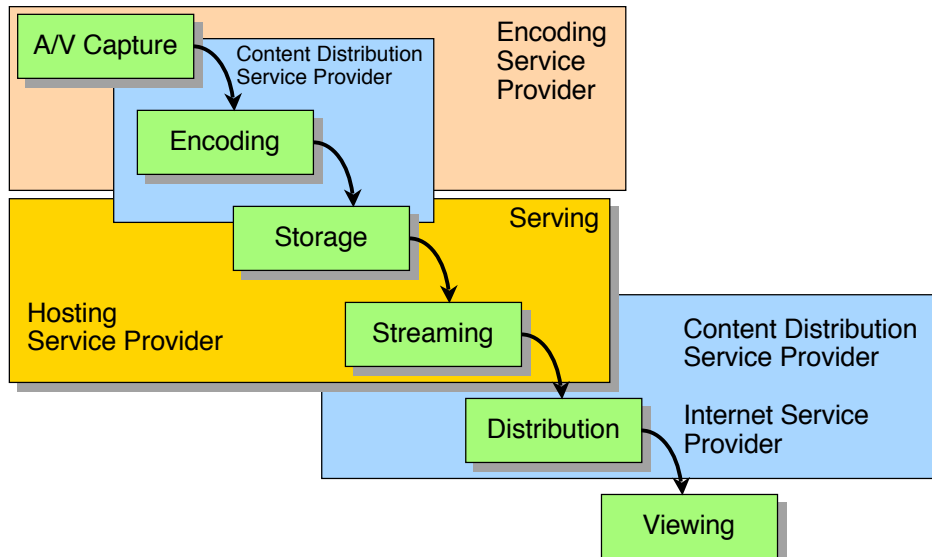 A/V Capture
Content Distribution
Service Provider
Encoding
Service
Provider
Encoding
Storage
Serving
Hosting
Service Provider
Streaming
Content Distribution
Service Provider
Distribution
Internet Service
Provider
Viewing